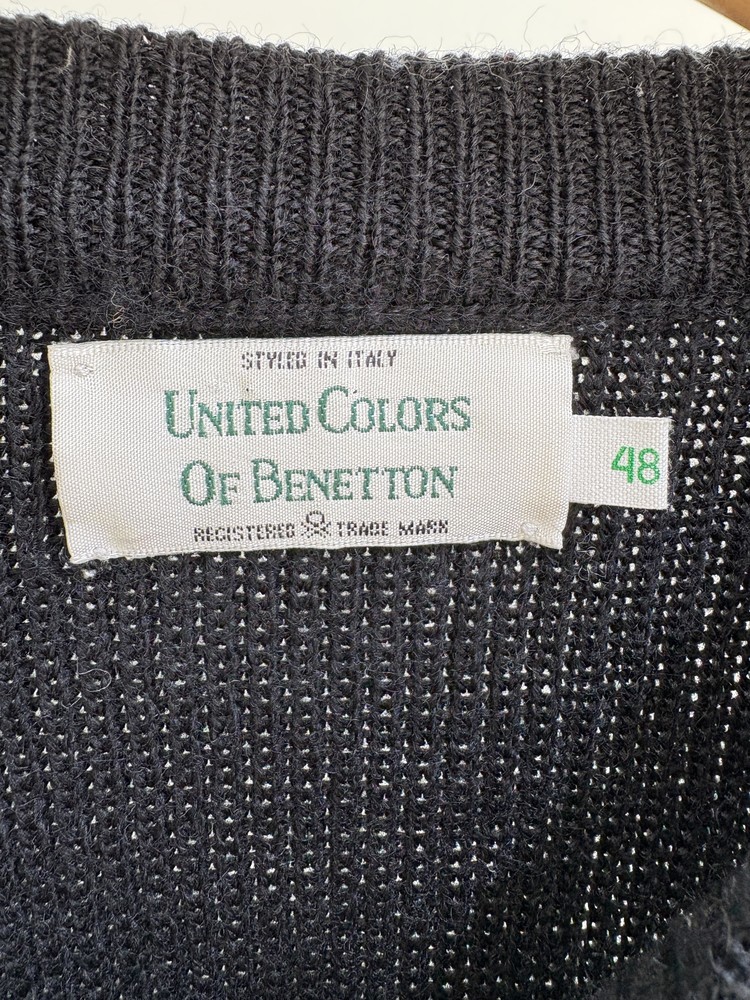 STYLED IN ITALY
UNITED COLORS
OF BENETTON
REGISTERED TRADE MARK
48